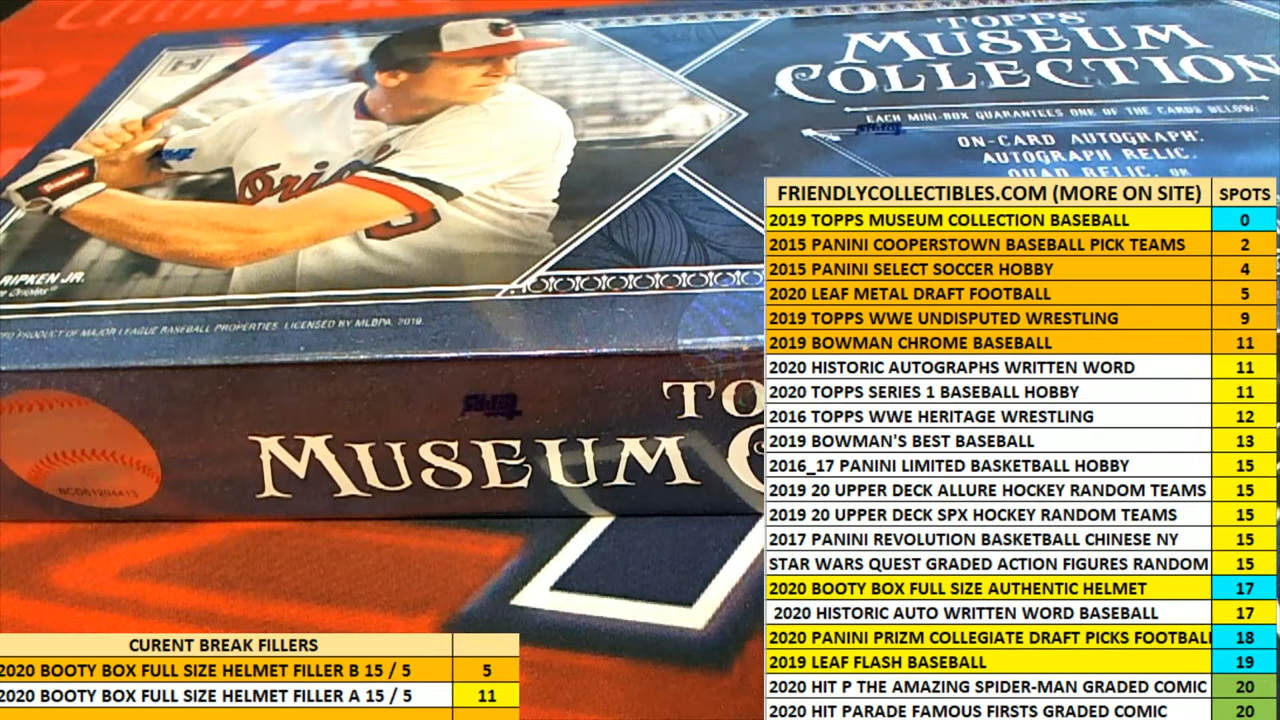 TOPPS
MUSEUM
COLLECTION
EACH MINI-BOX GUARANTEES ONE OF THE CARDS BELOW:
ON-CARD AUTOGRAPH.
AUTOGRAPH RELIC.
QUAD RELIC. OR
Orio
RIPKEN JR.
PRODUCT OF MAJOR LEAGUE BASEBALL PROPERTIES. LICENSED BY MLBPA, 2019.
TO
MUSEUM C
FRIENDLYCOLLECTIBLES.COM (MORE ON SITE) SPOTS
2019 TOPPS MUSEUM COLLECTION BASEBALL 0
2015 PANINI COOPERSTOWN BASEBALL PICK TEAMS 2
2015 PANINI SELECT SOCCER HOBBY 4
2020 LEAF METAL DRAFT FOOTBALL 5
2019 TOPPS WWE UNDISPUTED WRESTLING 9
2019 BOWMAN CHROME BASEBALL 11
2020 HISTORIC AUTOGRAPHS WRITTEN WORD 11
2020 TOPPS SERIES 1 BASEBALL HOBBY 11
2016 TOPPS WWE HERITAGE WRESTLING 12
2019 BOWMAN'S BEST BASEBALL 13
2016_17 PANINI LIMITED BASKETBALL HOBBY 15
2019 20 UPPER DECK ALLURE HOCKEY RANDOM TEAMS 15
2019 20 UPPER DECK SPX HOCKEY RANDOM TEAMS 15
2017 PANINI REVOLUTION BASKETBALL CHINESE NY 15
STAR WARS QUEST GRADED ACTION FIGURES RANDOM 15
2020 BOOTY BOX FULL SIZE AUTHENTIC HELMET 17
2020 HISTORIC AUTO WRITTEN WORD BASEBALL 17
2020 PANINI PRIZM COLLEGIATE DRAFT PICKS FOOTBALL 18
2019 LEAF FLASH BASEBALL 19
2020 HIT P THE AMAZING SPIDER-MAN GRADED COMIC 20
2020 HIT PARADE FAMOUS FIRSTS GRADED COMIC 20
CURENT BREAK FILLERS
2020 BOOTY BOX FULL SIZE HELMET FILLER B 15 / 5 5
2020 BOOTY BOX FULL SIZE HELMET FILLER A 15 / 5 11